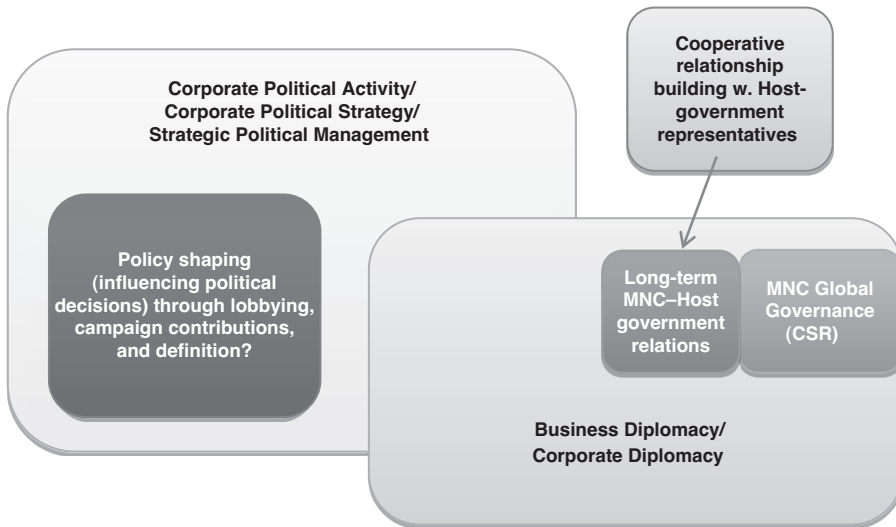 Corporate Political Activity/
Corporate Political Strategy/
Strategic Political Management
Cooperative
relationship
building w. Host-
government
representatives
Policy shaping
(influencing political
decisions) through lobbying,
campaign contributions,
and definition?
Long-term
MNC–Host
government
relations
MNC Global
Governance
(CSR)
Business Diplomacy/
Corporate Diplomacy